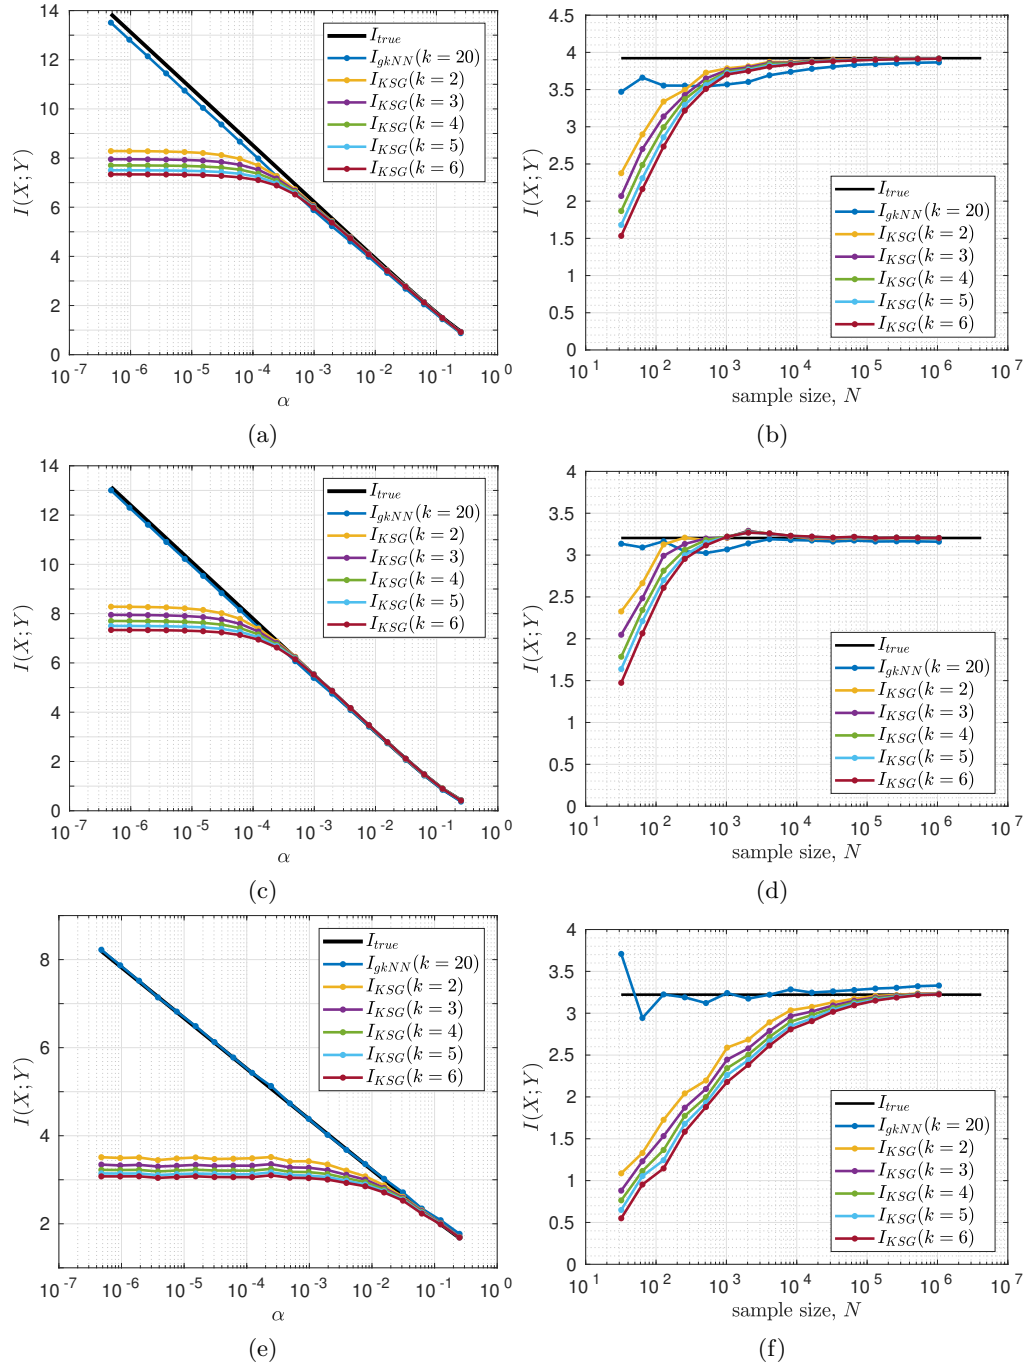 14
12
10
8
6
4
2
0
I(X;Y)
10^-7 10^-6 10^-5 10^-4 10^-3 10^-2 10^-1 10^0
α
I_true
I_gkNN(k = 20)
I_KSG(k = 2)
I_KSG(k = 3)
I_KSG(k = 4)
I_KSG(k = 5)
I_KSG(k = 6)
(a)
4.5
4
3.5
3
2.5
2
1.5
1
0.5
0
I(X;Y)
10^1 10^2 10^3 10^4 10^5 10^6 10^7
sample size, N
I_true
I_gkNN(k = 20)
I_KSG(k = 2)
I_KSG(k = 3)
I_KSG(k = 4)
I_KSG(k = 5)
I_KSG(k = 6)
(b)
14
12
10
8
6
4
2
0
I(X;Y)
10^-7 10^-6 10^-5 10^-4 10^-3 10^-2 10^-1 10^0
α
I_true
I_gkNN(k = 20)
I_KSG(k = 2)
I_KSG(k = 3)
I_KSG(k = 4)
I_KSG(k = 5)
I_KSG(k = 6)
(c)
4
3.5
3
2.5
2
1.5
1
0.5
0
I(X;Y)
10^1 10^2 10^3 10^4 10^5 10^6 10^7
sample size, N
I_true
I_gkNN(k = 20)
I_KSG(k = 2)
I_KSG(k = 3)
I_KSG(k = 4)
I_KSG(k = 5)
I_KSG(k = 6)
(d)
8
6
4
2
I(X;Y)
10^-7 10^-6 10^-5 10^-4 10^-3 10^-2 10^-1 10^0
α
I_true
I_gkNN(k = 20)
I_KSG(k = 2)
I_KSG(k = 3)
I_KSG(k = 4)
I_KSG(k = 5)
I_KSG(k = 6)
(e)
4
3.5
3
2.5
2
1.5
1
0.5
0
I(X;Y)
10^1 10^2 10^3 10^4 10^5 10^6 10^7
sample size, N
I_true
I_gkNN(k = 20)
I_KSG(k = 2)
I_KSG(k = 3)
I_KSG(k = 4)
I_KSG(k = 5)
I_KSG(k = 6)
(f)